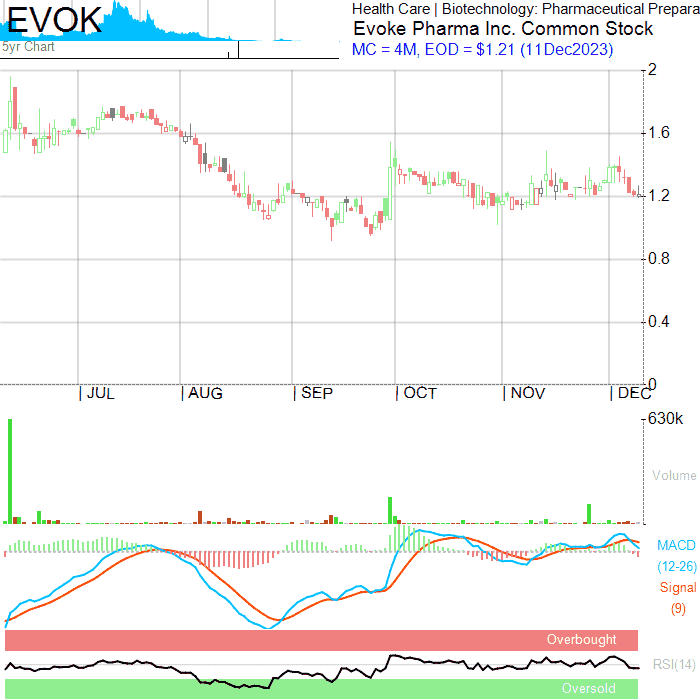 EVOK
5yr Chart
Health Care | Biotechnology: Pharmaceutical Prepara
Evoke Pharma Inc. Common Stock
MC = 4M, EOD = $1.21 (11Dec2023)
2
1.6
1.2
0.8
0.4
0
JUL AUG SEP OCT NOV DEC
630k
Volume
MACD
(12-26)
Signal
(9)
Overbought
RSI(14)
Oversold